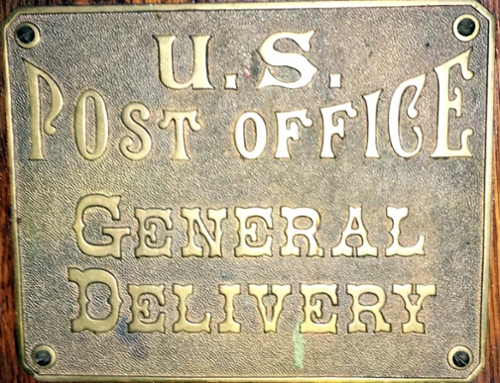 U.S.
POST OFFICE
GENERAL
DELIVERY